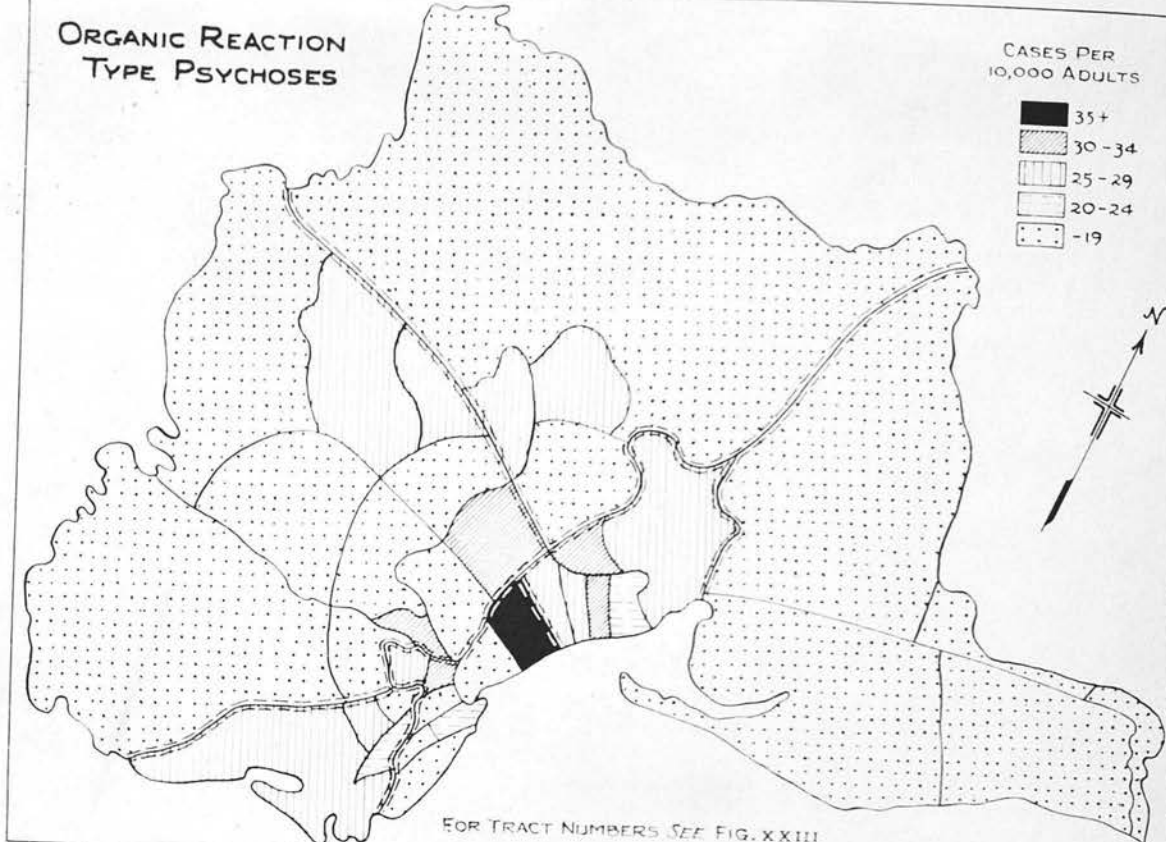 ORGANIC REACTION
TYPE PSYCHOSES
CASES PER
10,000 ADULTS
35+
30-34
25-29
20-24
-19
N
FOR TRACT NUMBERS SEE FIG. XXIII